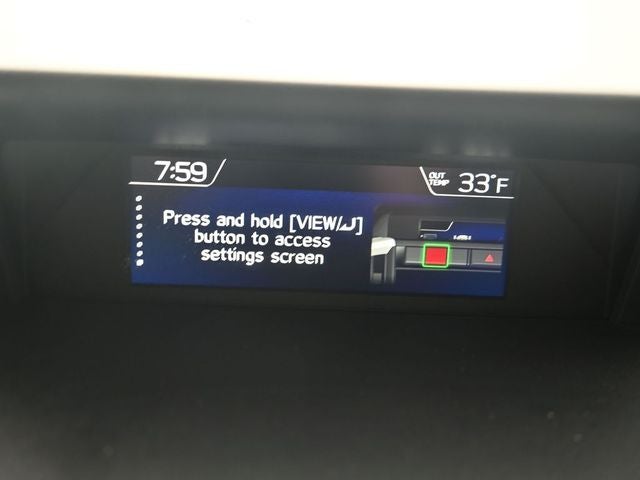 7:59
OUT TEMP 33°F
Press and hold [VIEW/⮐]
button to access
settings screen